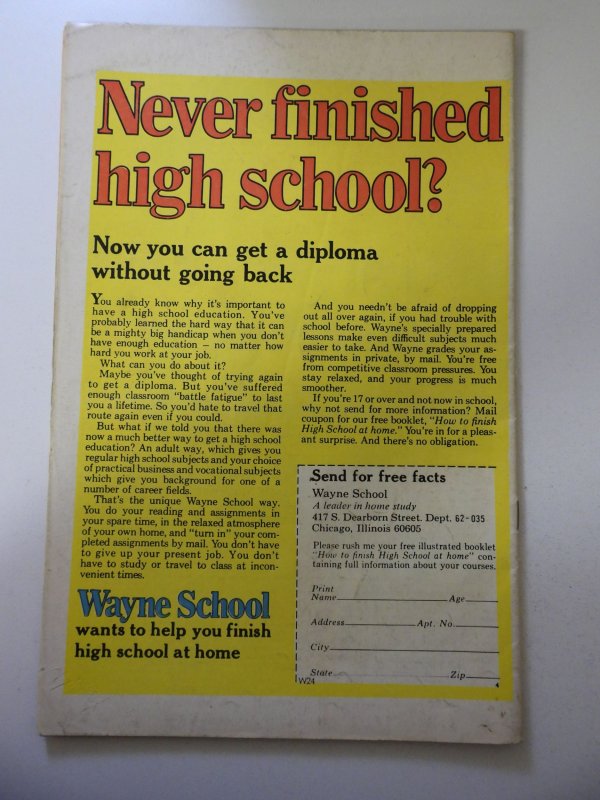 Never finished
high school?
Now you can get a diploma
without going back
You already know why it's important to
have a high school education. You've
probably learned the hard way that it can
be a mighty big handicap when you don't
have enough education – no matter how
hard you work at your job.
What can you do about it?
Maybe you've thought of trying again
to get a diploma. But you've suffered
enough classroom "battle fatigue" to last
you a lifetime. So you'd hate to travel that
route again even if you could.
But what if we told you that there was
now a much better way to get a high school
education? An adult way, which gives you
regular high school subjects and your choice
of practical business and vocational subjects
which give you background for one of a
number of career fields.
That's the unique Wayne School way.
You do your reading and assignments in
your spare time, in the relaxed atmosphere
of your own home, and "turn in" your com-
pleted assignments by mail. You don't have
to give up your present job. You don't
have to study or travel to class at incon-
venient times.
Wayne School
wants to help you finish
high school at home
And you needn't be afraid of dropping
out all over again, if you had trouble with
school before. Wayne's specially prepared
lessons make even difficult subjects much
easier to take. And Wayne grades your as-
signments in private, by mail. You're free
from competitive classroom pressures. You
stay relaxed, and your progress is much
smoother.
If you're 17 or over and not now in school,
why not send for more information? Mail
coupon for our free booklet, "How to finish
High School at home." You're in for a pleas-
ant surprise. And there's no obligation.
Send for free facts
Wayne School
A leader in home study
417 S. Dearborn Street. Dept. 62-035
Chicago, Illinois 60605
Please rush me your free illustrated booklet
"How to finish High School at home" con-
taining full information about your courses.
Print
Name Age
Address Apt. No.
City
State Zip
W24